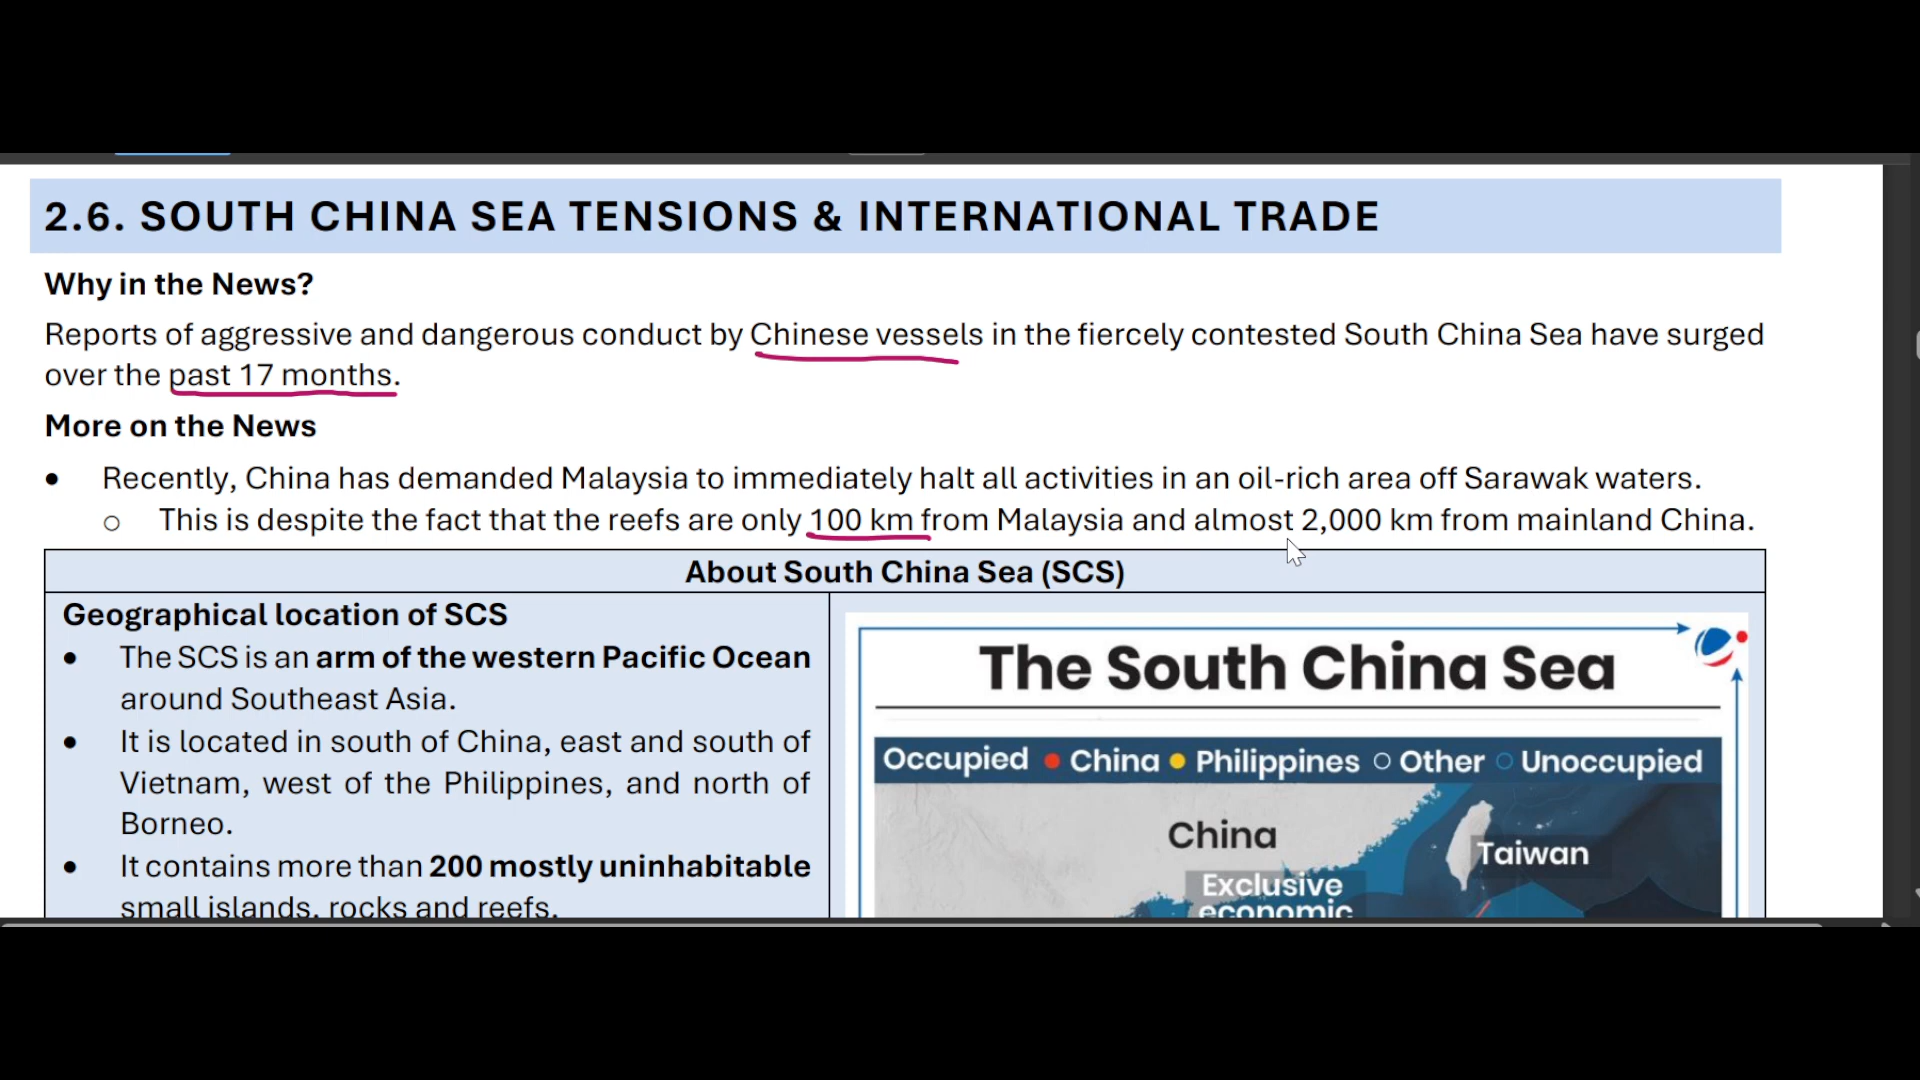 2.6. SOUTH CHINA SEA TENSIONS & INTERNATIONAL TRADE
Why in the News?
Reports of aggressive and dangerous conduct by Chinese vessels in the fiercely contested South China Sea have surged
over the past 17 months.
More on the News
• Recently, China has demanded Malaysia to immediately halt all activities in an oil-rich area off Sarawak waters.
○ This is despite the fact that the reefs are only 100 km from Malaysia and almost 2,000 km from mainland China.
About South China Sea (SCS)
Geographical location of SCS
• The SCS is an arm of the western Pacific Ocean
around Southeast Asia.
• It is located in south of China, east and south of
Vietnam, west of the Philippines, and north of
Borneo.
• It contains more than 200 mostly uninhabitable
small islands, rocks and reefs.
The South China Sea
Occupied China Philippines Other Unoccupied
China
Taiwan
Exclusive
economic